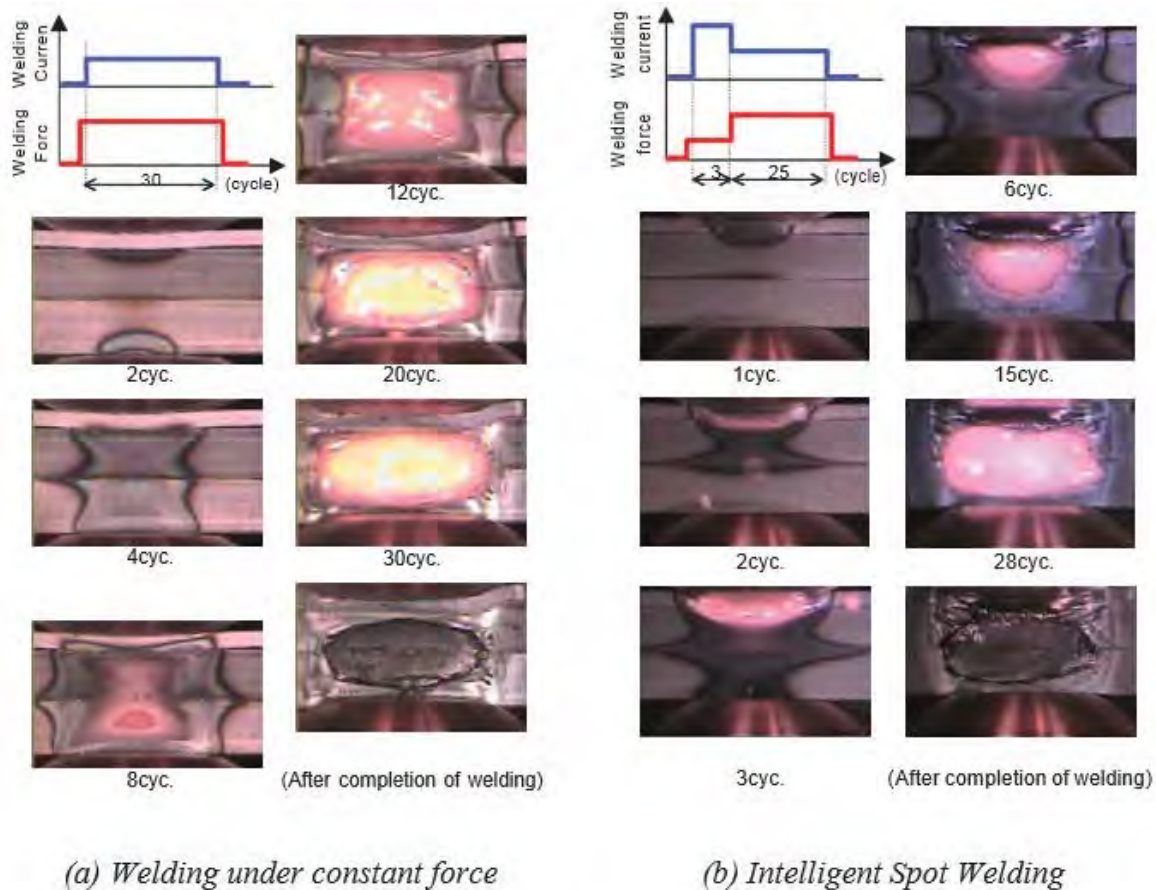 Welding
Curren
Welding
Forc
30
(cycle)
12cyc.
2cyc.
20cyc.
4cyc.
30cyc.
8cyc.
(After completion of welding)
(a) Welding under constant force
Welding
current
Welding
force
3
25
(cycle)
6cyc.
1cyc.
15cyc.
2cyc.
28cyc.
3cyc.
(After completion of welding)
(b) Intelligent Spot Welding